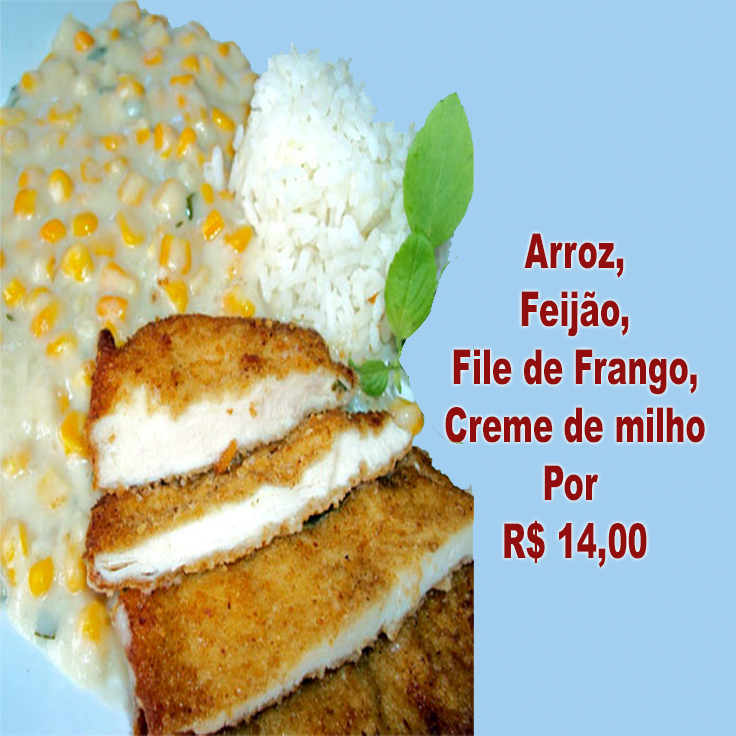 Arroz,
Feijão,
File de Frango,
Creme de milho
Por
R$ 14,00